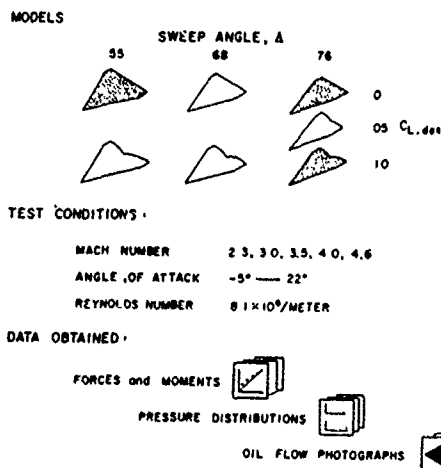 MODELS
SWEEP ANGLE, Λ
55 68 76
0
.05 C_L,des
.10
TEST CONDITIONS:
MACH NUMBER 2.3, 3.0, 3.5, 4.0, 4.6
ANGLE OF ATTACK -5° — 22°
REYNOLDS NUMBER 8.1×10⁶/METER
DATA OBTAINED:
FORCES and MOMENTS
PRESSURE DISTRIBUTIONS
OIL FLOW PHOTOGRAPHS